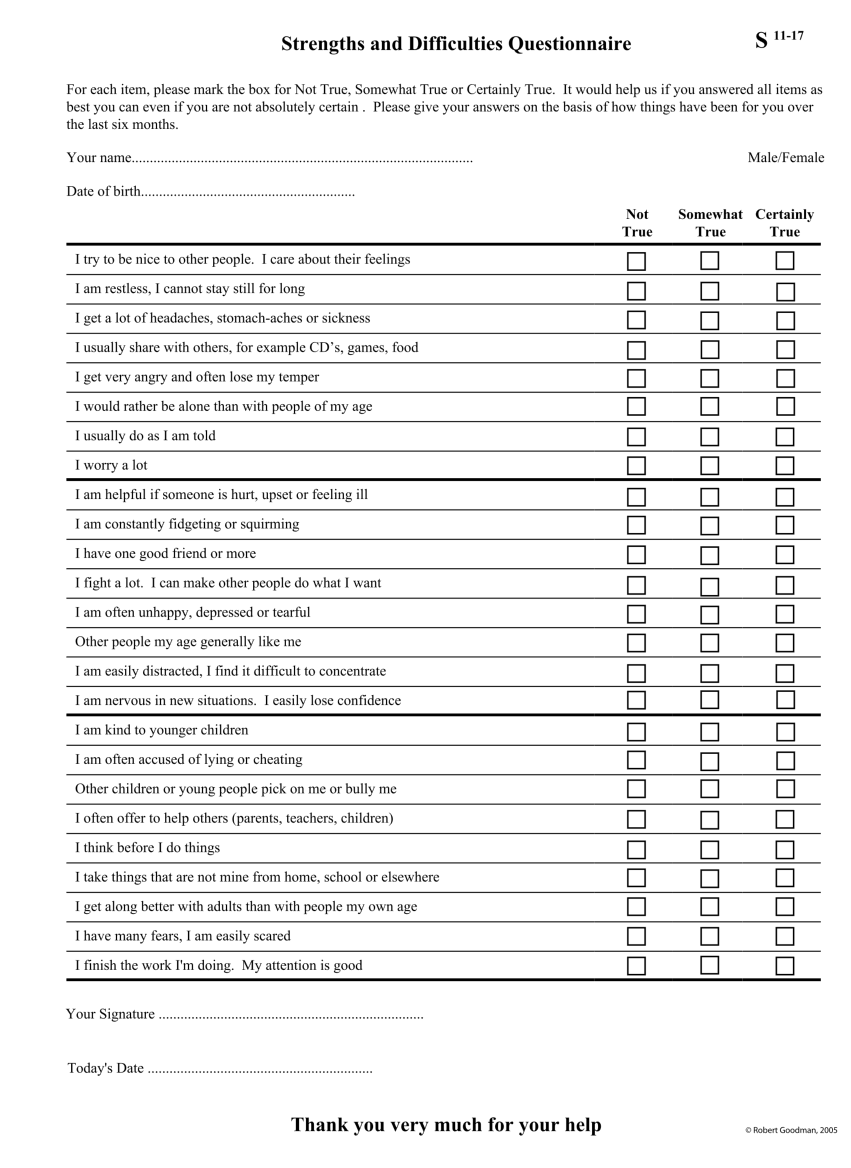 Strengths and Difficulties Questionnaire
S 11-17
For each item, please mark the box for Not True, Somewhat True or Certainly True.  It would help us if you answered all items as
best you can even if you are not absolutely certain .  Please give your answers on the basis of how things have been for you over
the last six months.
Your name.............................................................................................. Male/Female
Date of birth...........................................................
Not Somewhat Certainly
True True True
I try to be nice to other people.  I care about their feelings
I am restless, I cannot stay still for long
I get a lot of headaches, stomach-aches or sickness
I usually share with others, for example CD’s, games, food
I get very angry and often lose my temper
I would rather be alone than with people of my age
I usually do as I am told
I worry a lot
I am helpful if someone is hurt, upset or feeling ill
I am constantly fidgeting or squirming
I have one good friend or more
I fight a lot.  I can make other people do what I want
I am often unhappy, depressed or tearful
Other people my age generally like me
I am easily distracted, I find it difficult to concentrate
I am nervous in new situations.  I easily lose confidence
I am kind to younger children
I am often accused of lying or cheating
Other children or young people pick on me or bully me
I often offer to help others (parents, teachers, children)
I think before I do things
I take things that are not mine from home, school or elsewhere
I get along better with adults than with people my own age
I have many fears, I am easily scared
I finish the work I'm doing.  My attention is good
Your Signature .........................................................................
Today's Date ..............................................................
Thank you very much for your help
© Robert Goodman, 2005